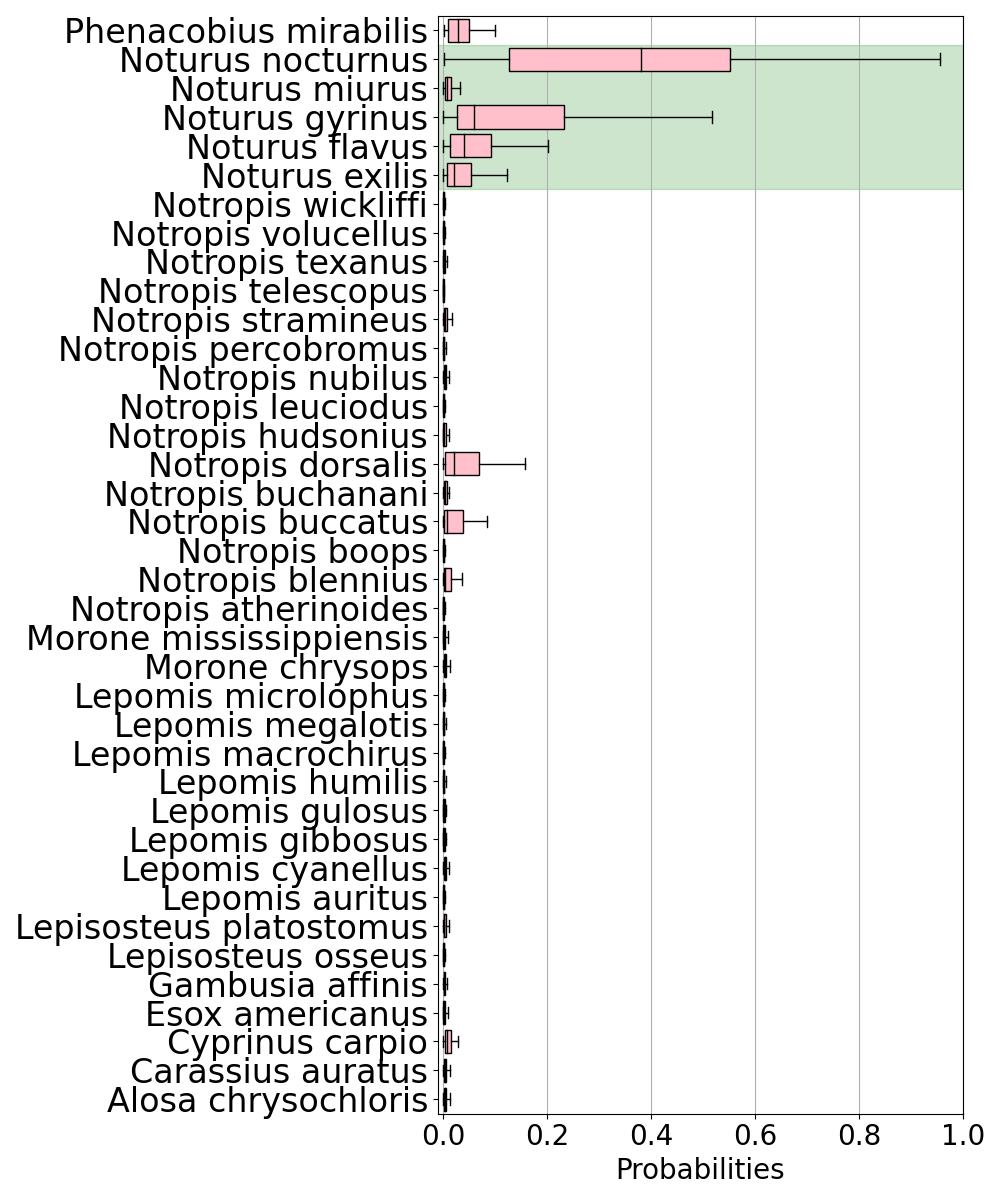 Phenacobius mirabilis
Noturus nocturnus
Noturus miurus
Noturus gyrinus
Noturus flavus
Noturus exilis
Notropis wickliffi
Notropis volucellus
Notropis texanus
Notropis telescopus
Notropis stramineus
Notropis percobromus
Notropis nubilus
Notropis leuciodus
Notropis hudsonius
Notropis dorsalis
Notropis buchanani
Notropis buccatus
Notropis boops
Notropis blennius
Notropis atherinoides
Morone mississippiensis
Morone chrysops
Lepomis microlophus
Lepomis megalotis
Lepomis macrochirus
Lepomis humilis
Lepomis gulosus
Lepomis gibbosus
Lepomis cyanellus
Lepomis auritus
Lepisosteus platostomus
Lepisosteus osseus
Gambusia affinis
Esox americanus
Cyprinus carpio
Carassius auratus
Alosa chrysochloris
0.0 0.2 0.4 0.6 0.8 1.0
Probabilities